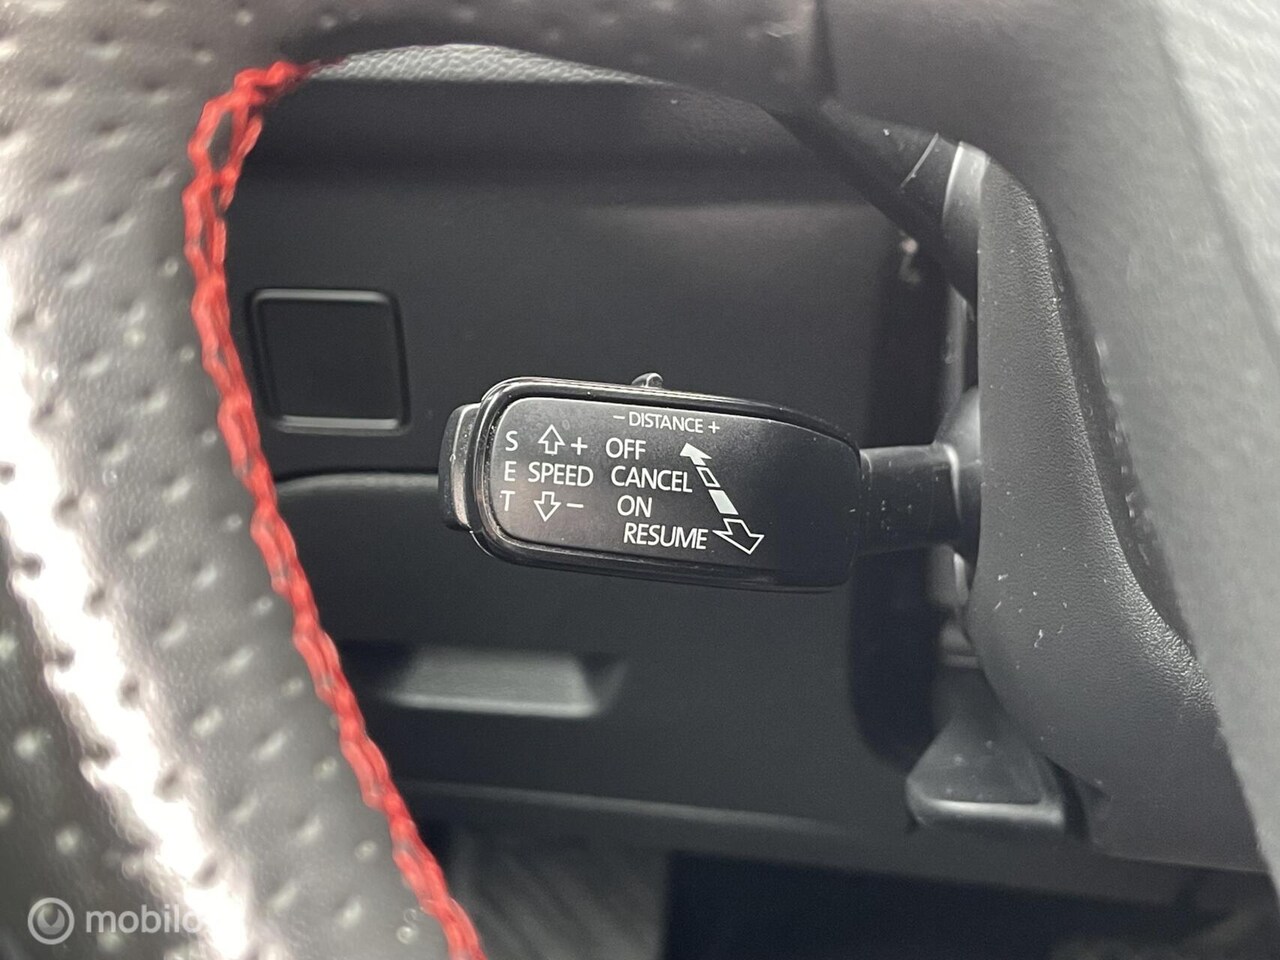 - DISTANCE +
S + OFF
E SPEED CANCEL
T - ON
RESUME
mobilo